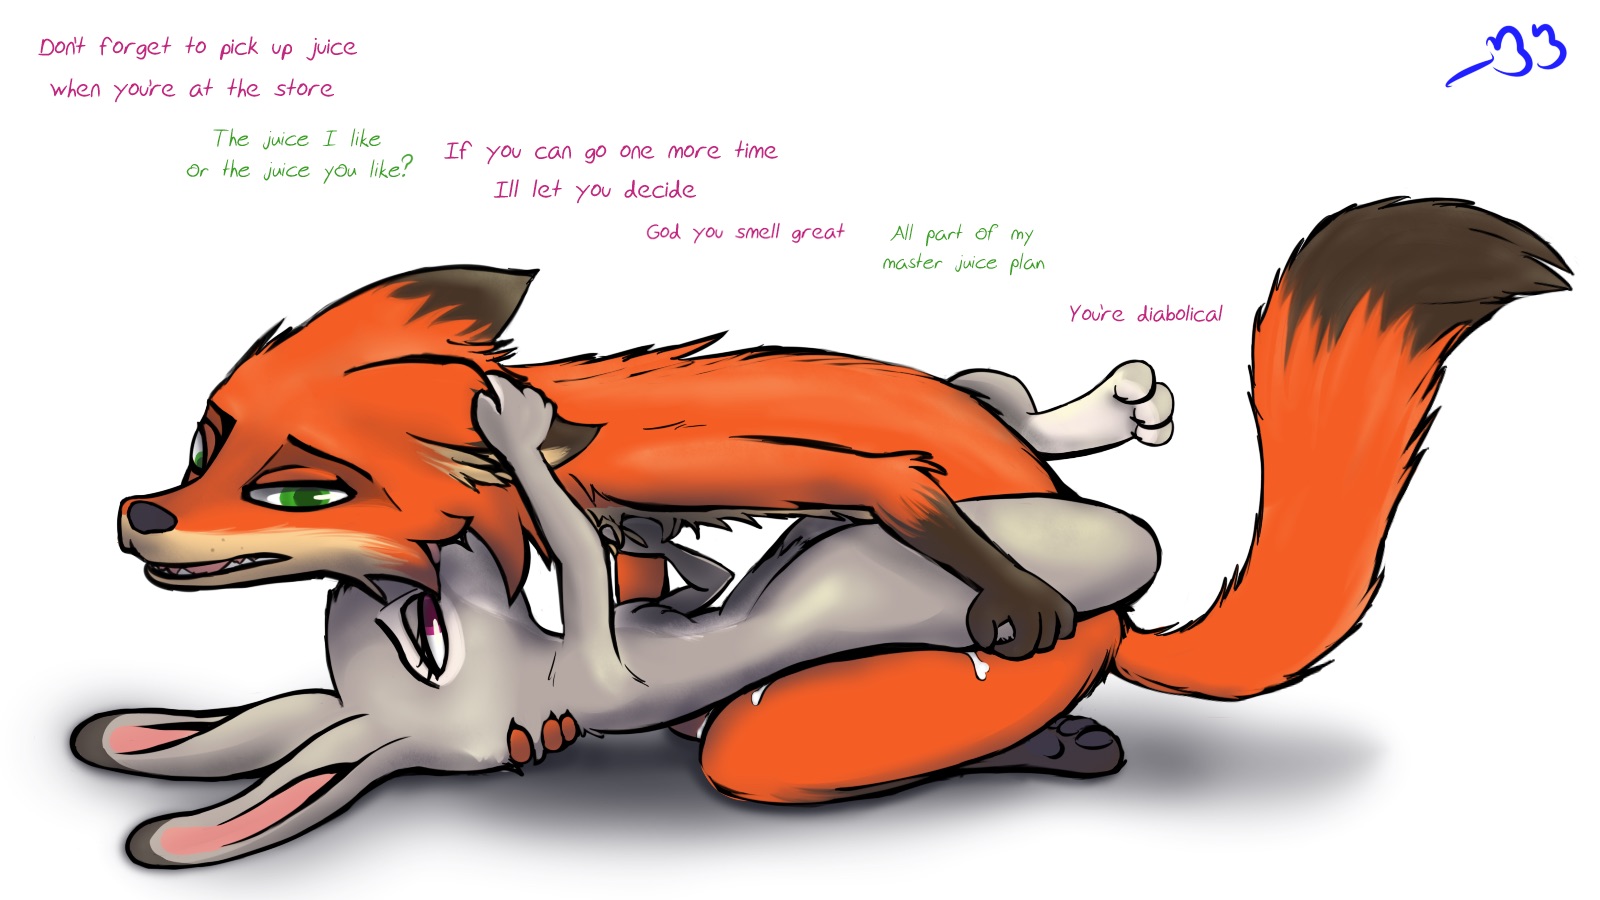 Don't forget to pick up juice
when you're at the store
The juice I like
or the juice you like?
If you can go one more time
Ill let you decide
God you smell great
All part of my
master juice plan
You're diabolical